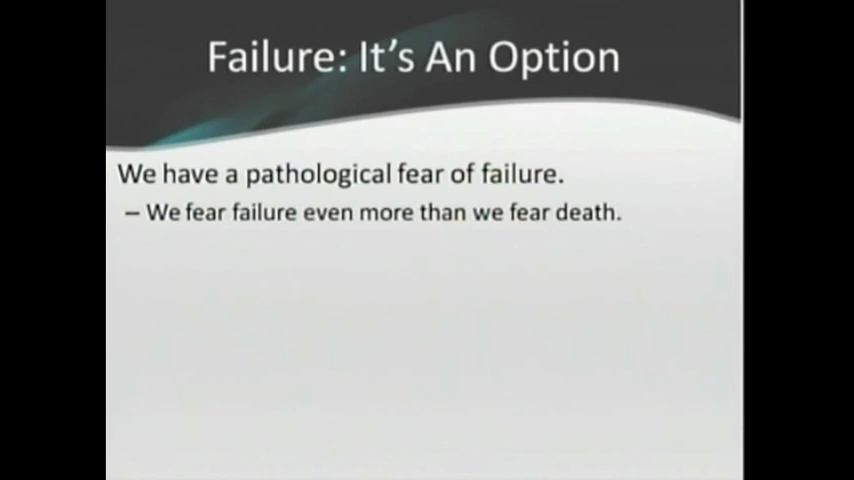 Failure: It's An Option
We have a pathological fear of failure.
– We fear failure even more than we fear death.